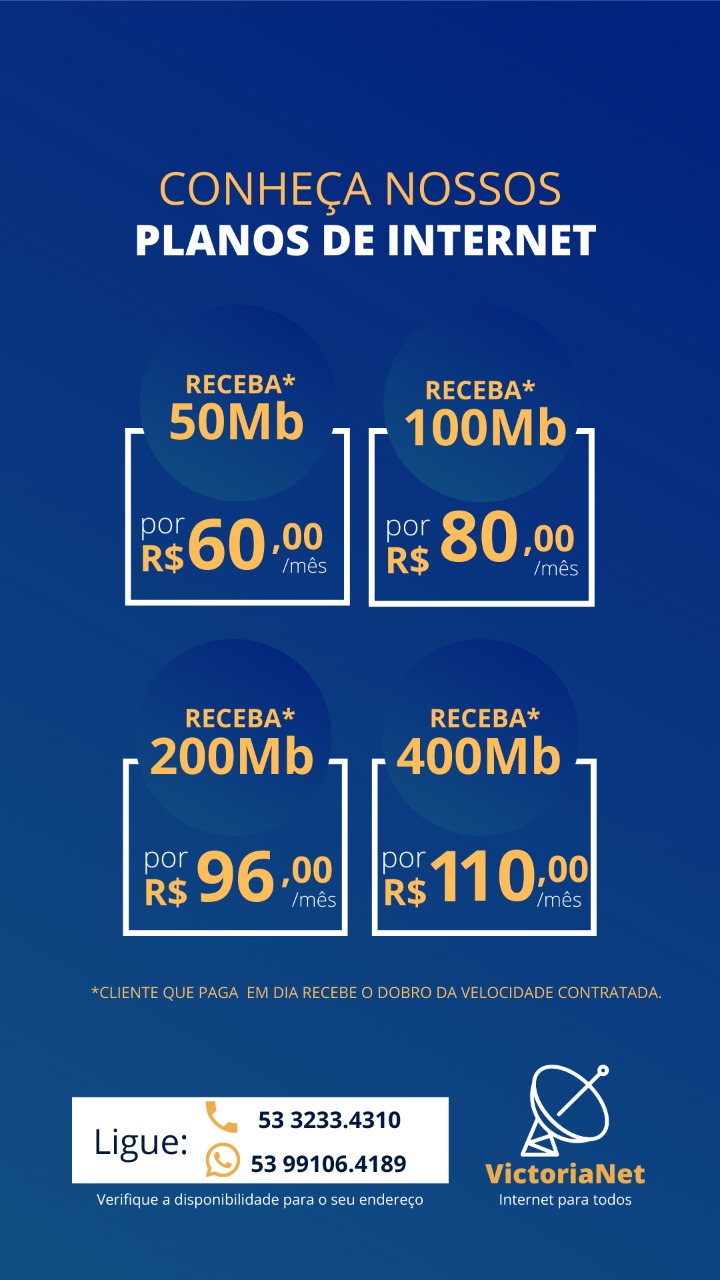 CONHEÇA NOSSOS
PLANOS DE INTERNET
RECEBA*
50Mb
por
R$60,00
/mês
RECEBA*
100Mb
por
R$ 80,00
/mês
RECEBA*
200Mb
por
R$ 96,00
/mês
RECEBA*
400Mb
por
R$110,00
/mês
*CLIENTE QUE PAGA EM DIA RECEBE O DOBRO DA VELOCIDADE CONTRATADA.
Ligue:
53 3233.4310
53 99106.4189
Verifique a disponibilidade para o seu endereço
VictoriaNet
Internet para todos